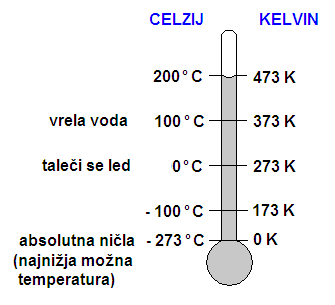 CELZIJ KELVIN
200°C 473 K
vrela voda 100°C 373 K
taleči se led 0°C 273 K
- 100°C 173 K
absolutna ničla - 273°C 0 K
(najnižja možna
temperatura)